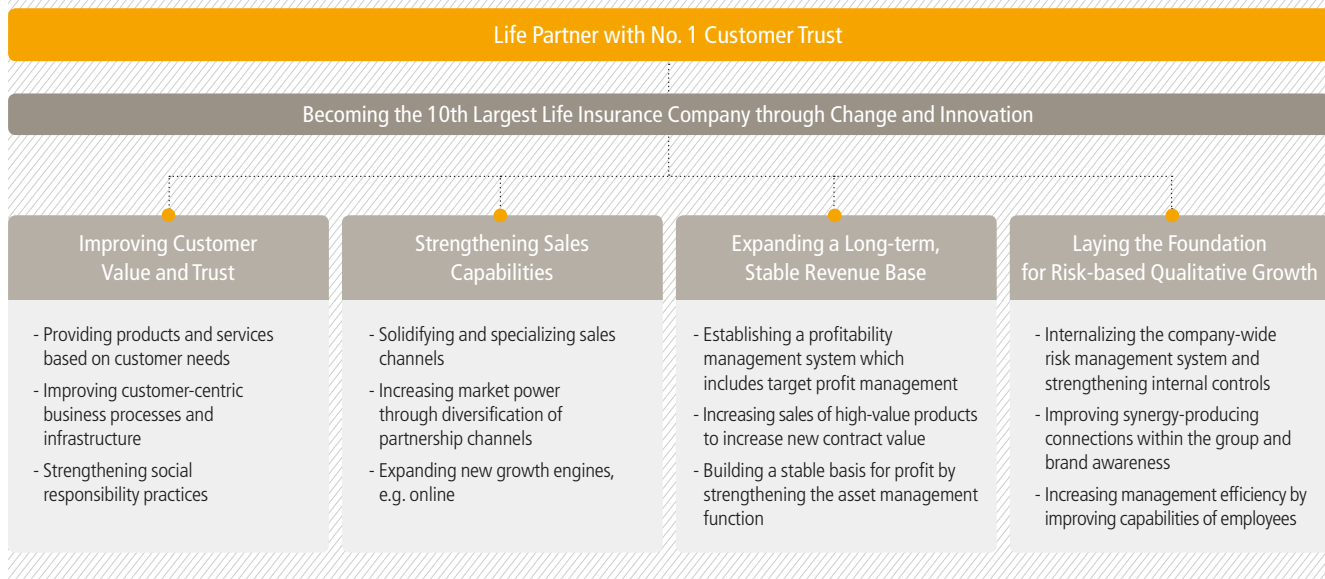 Life Partner with No. 1 Customer Trust
Becoming the 10th Largest Life Insurance Company through Change and Innovation
Improving Customer
Value and Trust
- Providing products and services
based on customer needs
- Improving customer-centric
business processes and
infrastructure
- Strengthening social
responsibility practices
Strengthening Sales
Capabilities
- Solidifying and specializing sales
channels
- Increasing market power
through diversification of
partnership channels
- Expanding new growth engines,
e.g. online
Expanding a Long-term,
Stable Revenue Base
- Establishing a profitability
management system which
includes target profit management
- Increasing sales of high-value products
to increase new contract value
- Building a stable basis for profit by
strengthening the asset management
function
Laying the Foundation
for Risk-based Qualitative Growth
- Internalizing the company-wide
risk management system and
strengthening internal controls
- Improving synergy-producing
connections within the group and
brand awareness
- Increasing management efficiency by
improving capabilities of employees